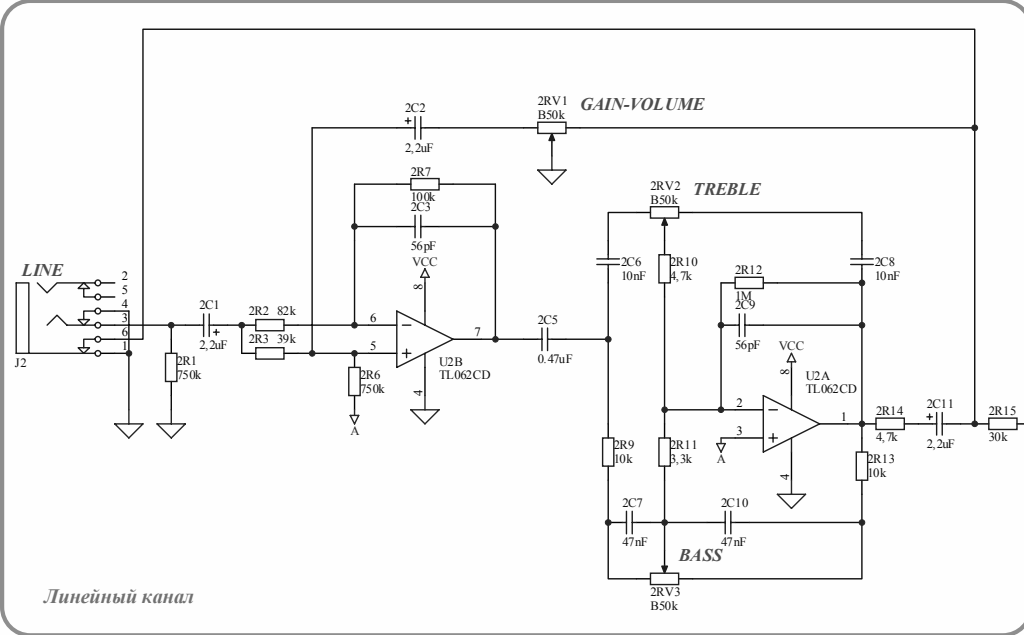 2C2
+
2,2uF
2RV1
B50k
GAIN-VOLUME
2R7
100k
2C3
56pF
VCC
8
2RV2
B50k
TREBLE
LINE
2
5
4
3
6
1
J2
2C1
+
2,2uF
2R2 82k
2R3 39k
2R1
750k
6
5
7
2R6
750k
A
U2B
TL062CD
4
2C5
0.47uF
2C6
10nF
2R10
4,7k
2R12
1M
2C9
56pF
2C8
10nF
VCC
8
U2A
TL062CD
2
3
1
A
4
2R14
4,7k
2C11
+
2,2uF
2R15
30k
2R9
10k
2R11
3,3k
2R13
10k
2C7
47nF
2C10
47nF
BASS
2RV3
B50k
Линейный канал